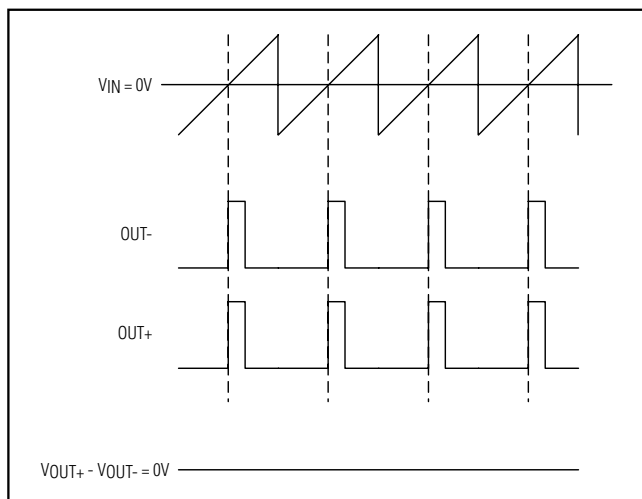 VIN = 0V
OUT-
OUT+
VOUT+ - VOUT- = 0V